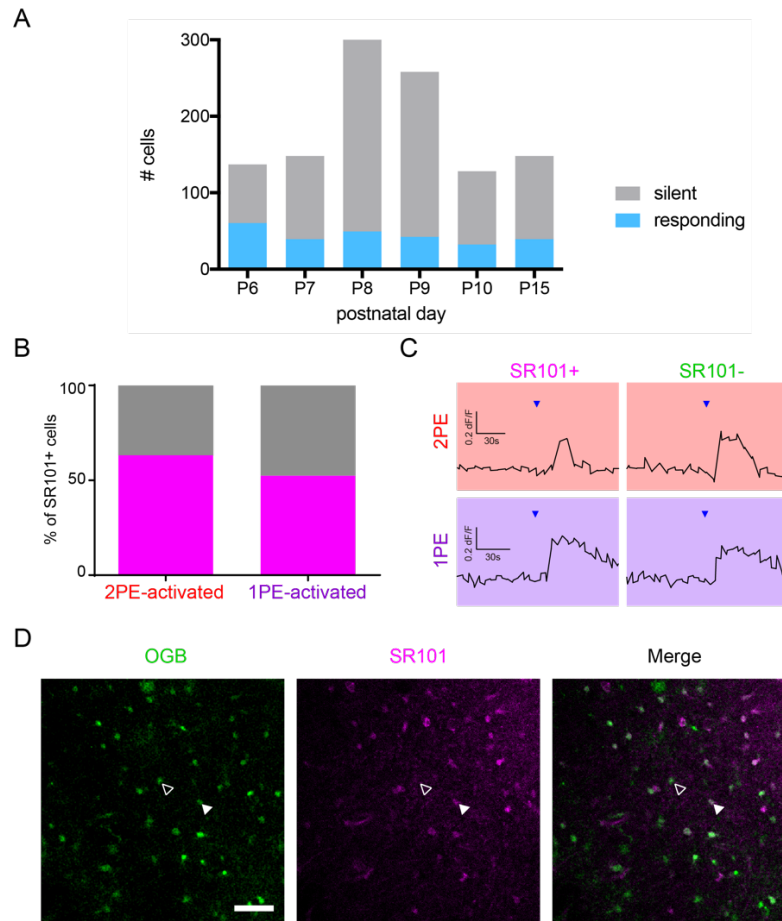 A
300
200
100
0
# cells
silent
responding
P6 P7 P8 P9 P10 P15
postnatal day
B
100
50
0
% of SR101+ cells
2PE-activated 1PE-activated
C
SR101+ SR101-
2PE
0.2 dF/F
30s
1PE
0.2 dF/F
30s
D
OGB SR101 Merge